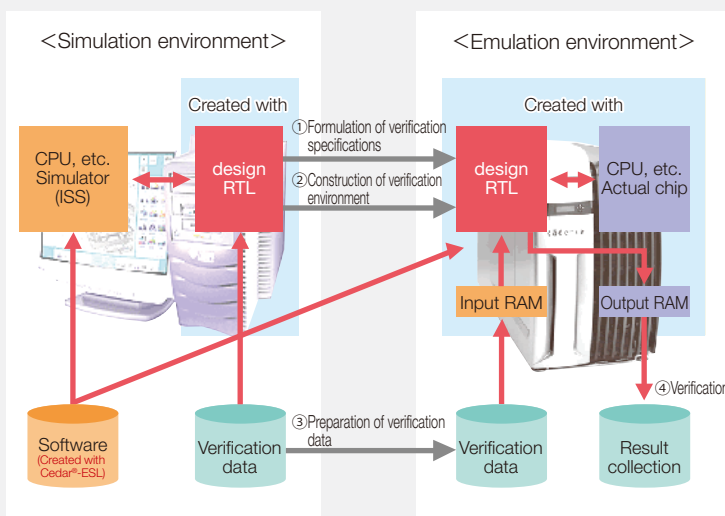 <Simulation environment>
<Emulation environment>
Created with
Created with
①Formulation of verification
specifications
CPU, etc.
Simulator
(ISS)
design
RTL
②Construction of verification
environment
design
RTL
CPU, etc.
Actual chip
Input RAM
Output RAM
④Verification
Software
(Created with
Cedar®-ESL)
Verification
data
③Preparation of verification
data
Verification
data
Result
collection